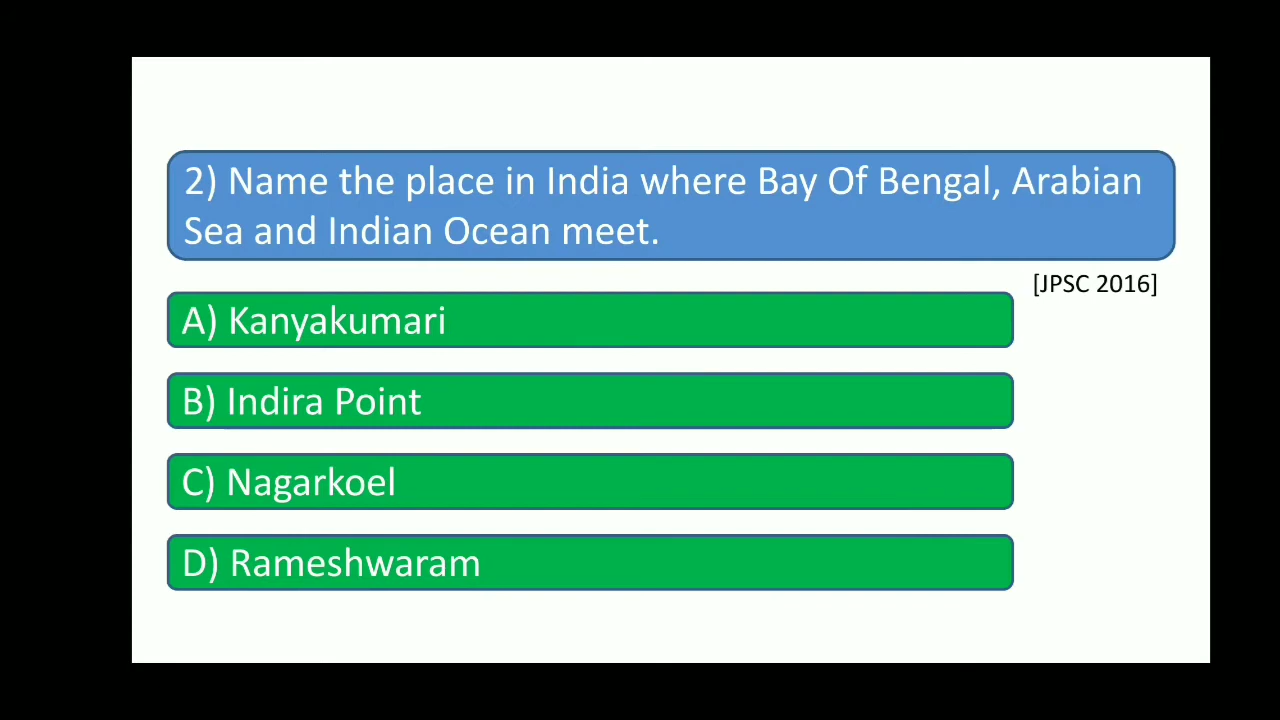 2) Name the place in India where Bay Of Bengal, Arabian
Sea and Indian Ocean meet.
[JPSC 2016]
A) Kanyakumari
B) Indira Point
C) Nagarkoel
D) Rameshwaram